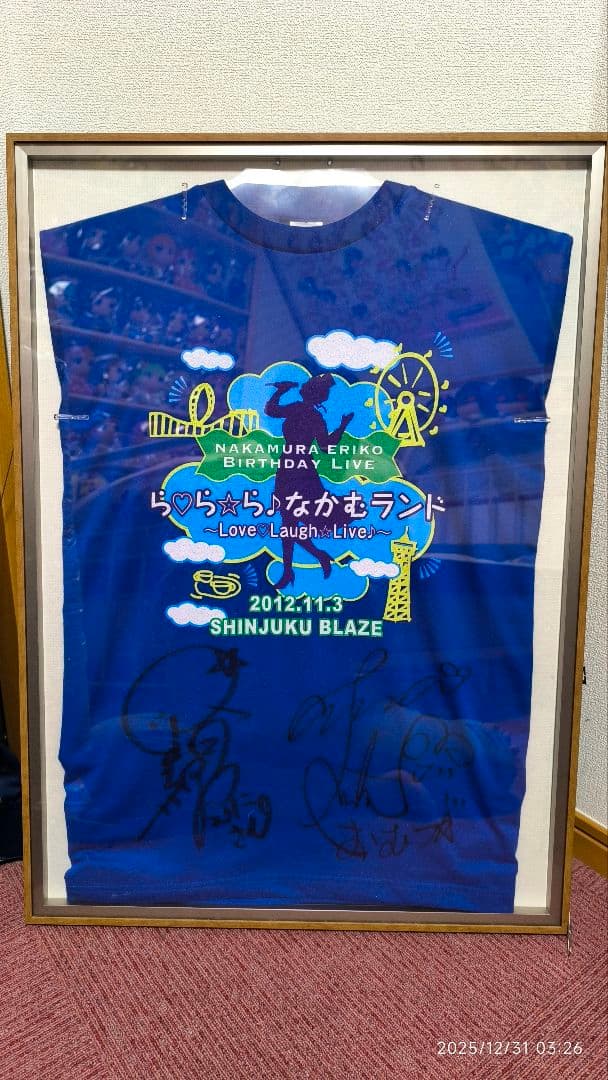 NAKAMURA ERIKO
BIRTHDAY LIVE
ら♡ら☆ら♪なかむランド
～Love♡Laugh☆Live♪～
2012.11.3
SHINJUKU BLAZE
2025/12/31 03:26